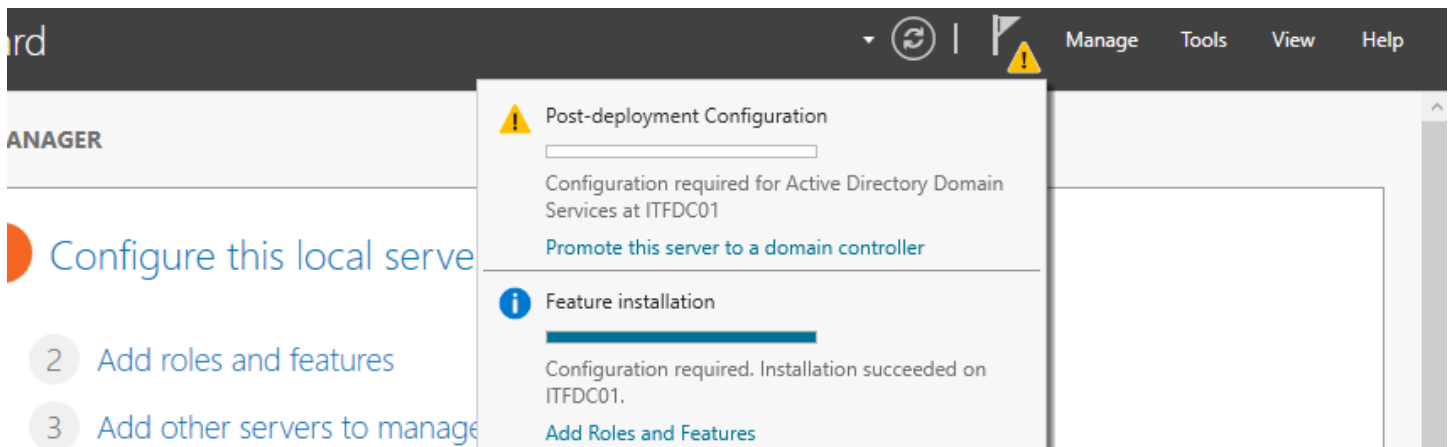 Manage Tools View Help
Post-deployment Configuration
Configuration required for Active Directory Domain
Services at ITFDC01
Promote this server to a domain controller
Feature installation
Configuration required. Installation succeeded on
ITFDC01.
Add Roles and Features
Configure this local serve
2 Add roles and features
3 Add other servers to manage